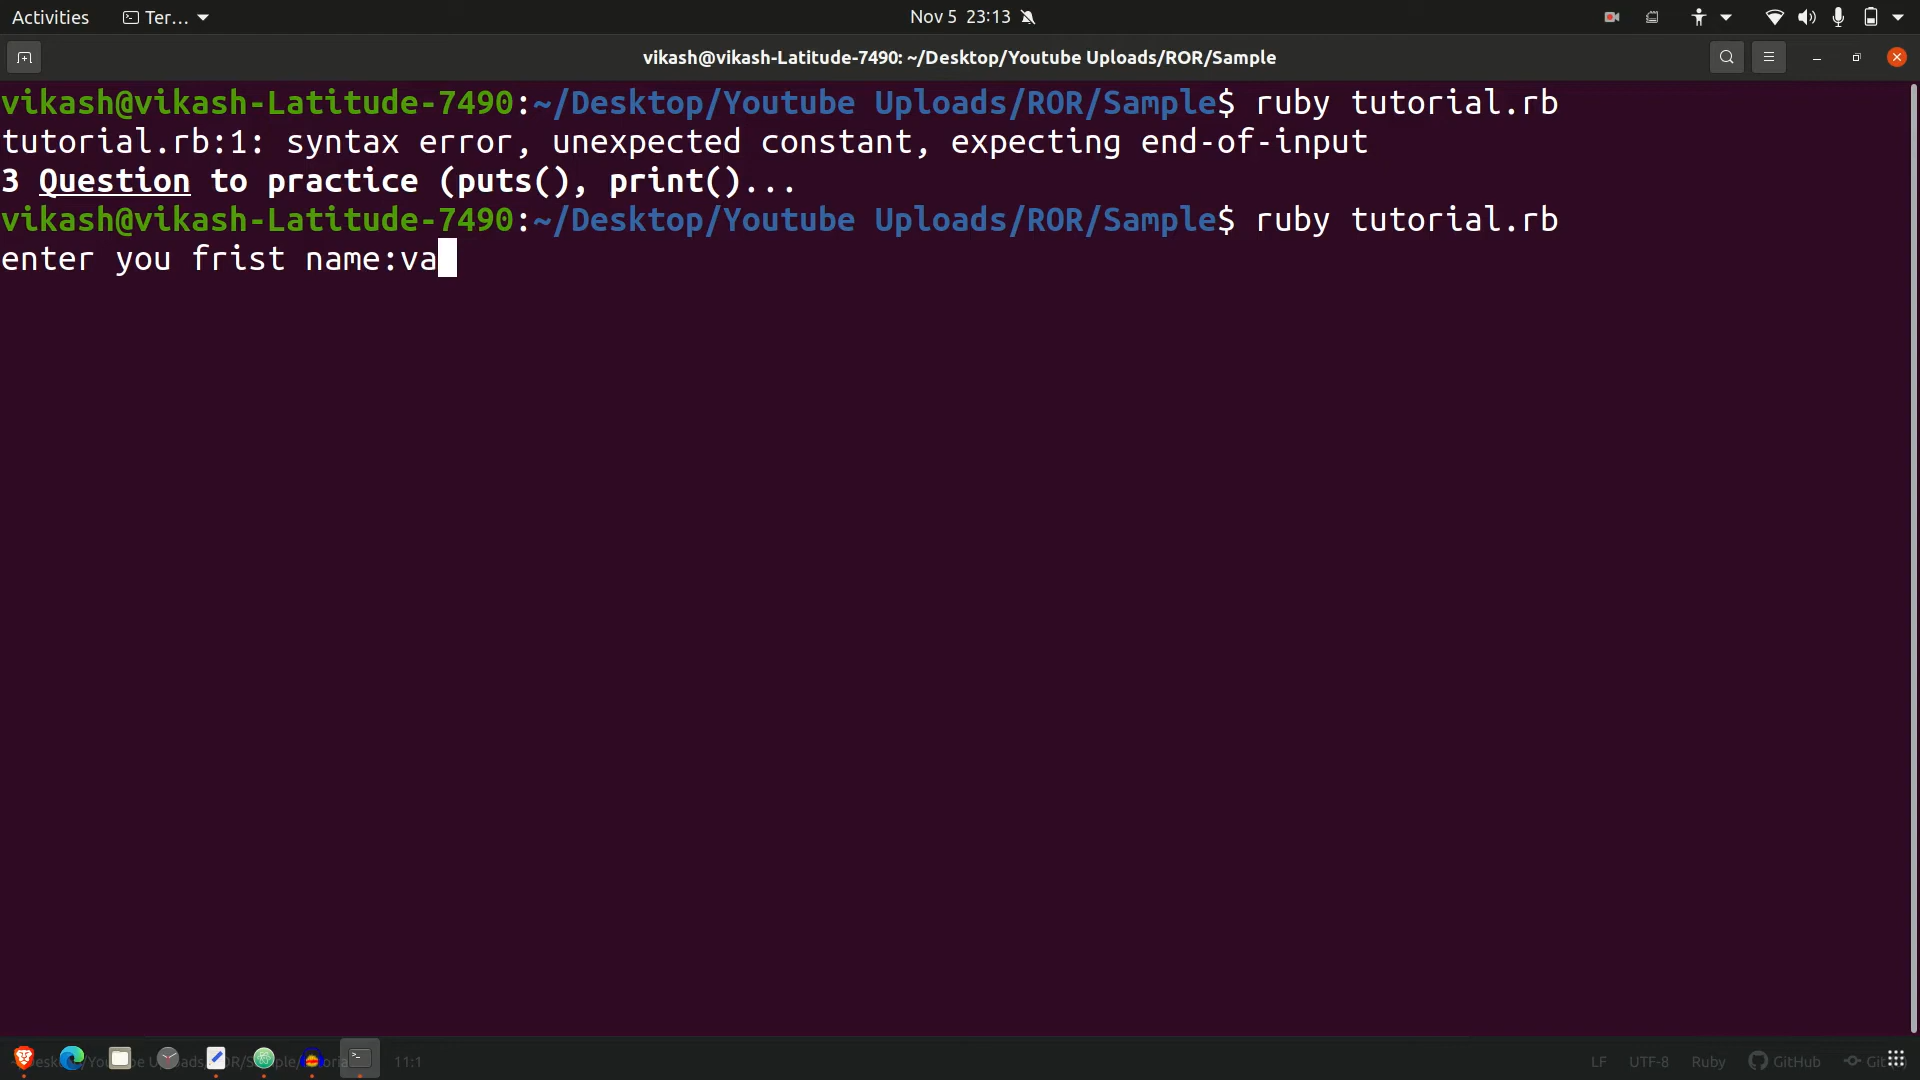 Activities Ter... Nov 5 23:13
vikash@vikash-Latitude-7490: ~/Desktop/Youtube Uploads/ROR/Sample
vikash@vikash-Latitude-7490:~/Desktop/Youtube Uploads/ROR/Sample$ ruby tutorial.rb
tutorial.rb:1: syntax error, unexpected constant, expecting end-of-input
3 Question to practice (puts(), print()...
vikash@vikash-Latitude-7490:~/Desktop/Youtube Uploads/ROR/Sample$ ruby tutorial.rb
enter you frist name:va
11:1 LF UTF-8 Ruby GitHub